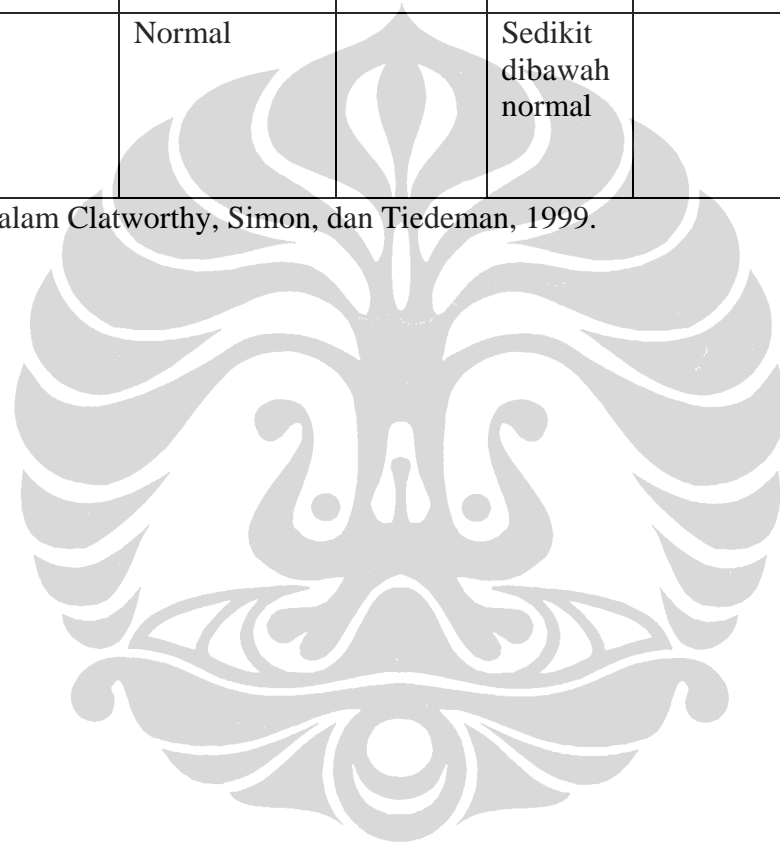 Normal
Sedikit
dibawah
normal
alam Clatworthy, Simon, dan Tiedeman, 1999.